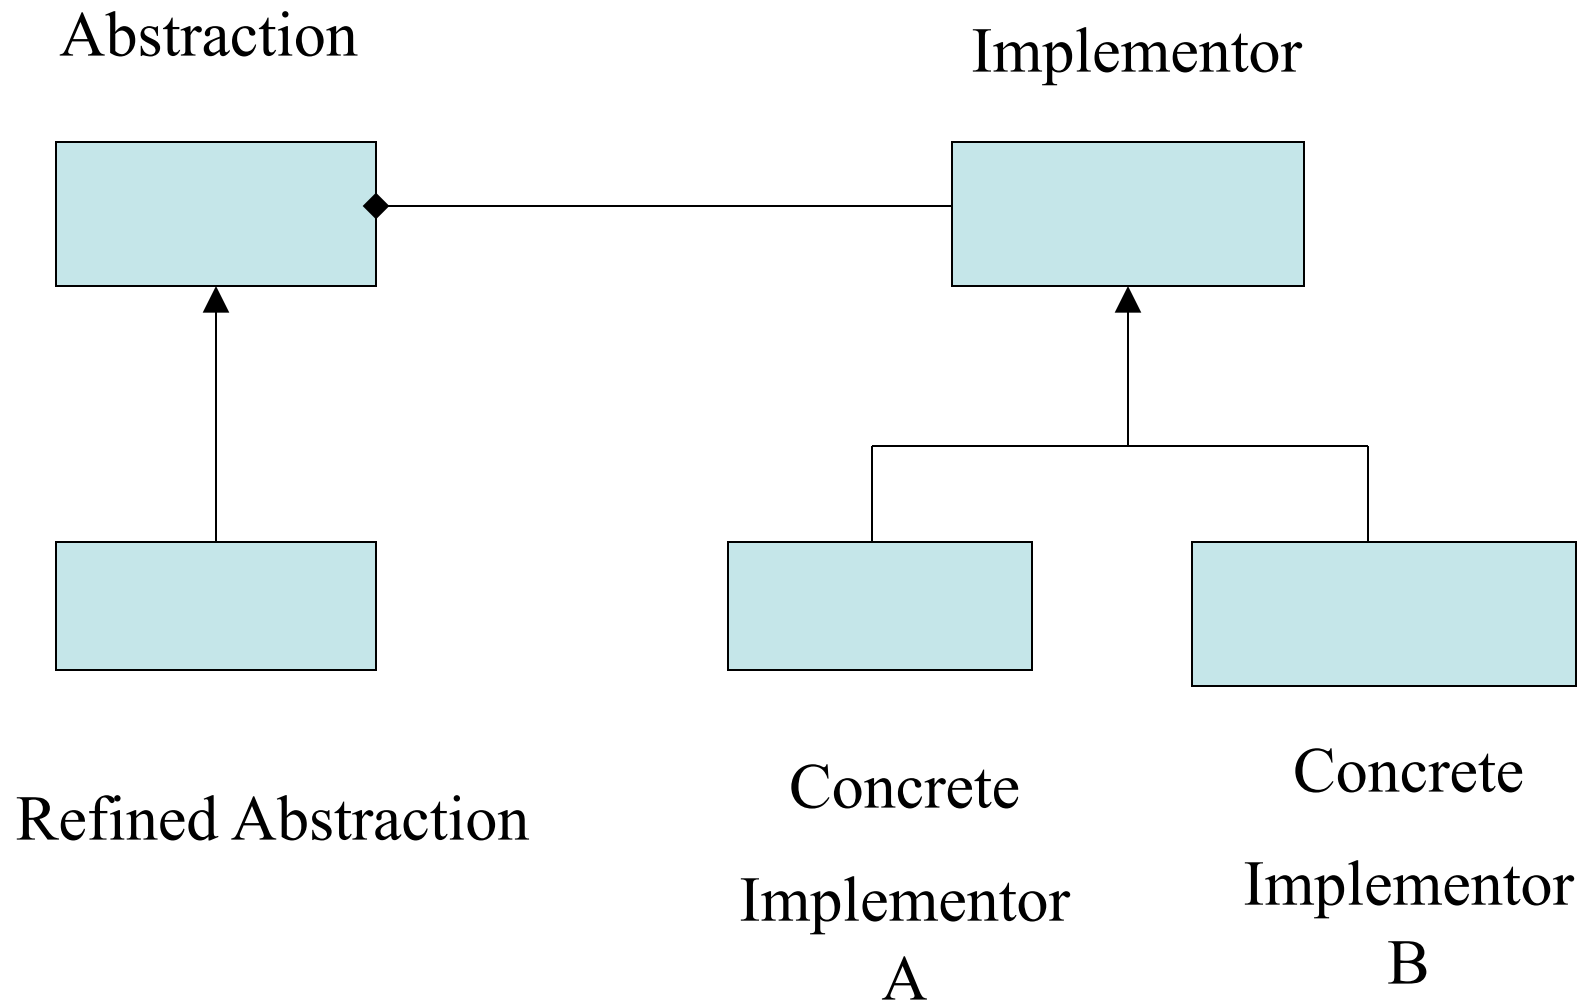 Abstraction
Implementor
Refined Abstraction
Concrete
Implementor
A
Concrete
Implementor
B